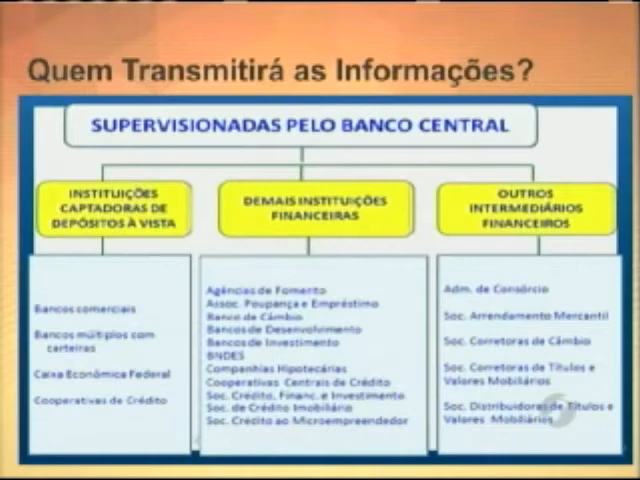 Quem Transmitirá as Informações?
SUPERVISIONADAS PELO BANCO CENTRAL
INSTITUIÇÕES
CAPTADORAS DE
DEPÓSITOS À VISTA
DEMAIS INSTITUIÇÕES
FINANCEIRAS
OUTROS
INTERMEDIÁRIOS
FINANCEIROS
Bancos comerciais
Bancos múltiplos com
carteiras
Caixa Econômica Federal
Cooperativas de Crédito
Agências de Fomento
Assoc. Poupança e Empréstimo
Banco de Câmbio
Bancos de Desenvolvimento
Bancos de Investimento
BNDES
Companhias Hipotecárias
Cooperativas Centrais de Crédito
Soc. Crédito, Financ. e Investimento
Soc. de Crédito Imobiliário
Soc. Crédito ao Microempreendedor
Adm. de Consórcio
Soc. Arrendamento Mercantil
Soc. Corretoras de Câmbio
Soc. Corretoras de Títulos e
Valores Mobiliários
Soc. Distribuidoras de Títulos e
Valores Mobiliários